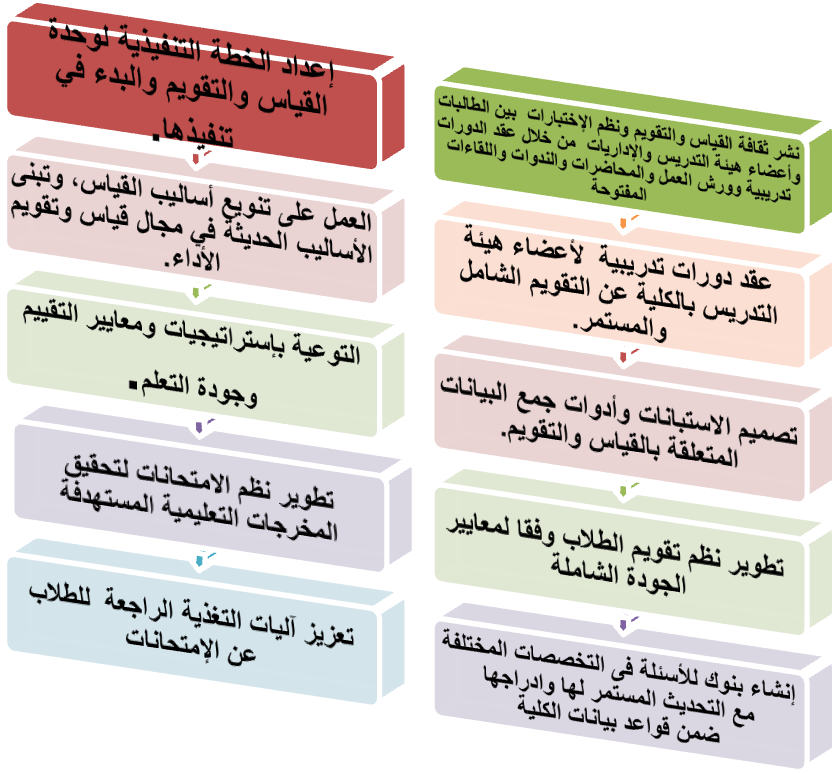 نشر ثقافة القياس والتقويم ونظم الإختبارات بين الطالبات
وأعضاء هيئة التدريس والإداريات من خلال عقد الدورات
تدريبية وورش العمل والمحاضرات والندوات واللقاءات
المفتوحة
عقد دورات تدريبية لأعضاء هيئة
التدريس بالكلية عن التقويم الشامل
والمستمر.
تصميم الاستبانات وأدوات جمع البيانات
المتعلقة بالقياس والتقويم.
تطوير نظم تقويم الطلاب وفقا لمعايير
الجودة الشاملة
إنشاء بنوك للأسئلة فى التخصصات المختلفة
مع التحديث المستمر لها وادراجها
ضمن قواعد بيانات الكلية
إعداد الخطة التنفيذية لوحدة
القياس والتقويم والبدء في
تنفيذها.
العمل على تنويع أساليب القياس، وتبنى
الأساليب الحديثة في مجال قياس وتقويم
الأداء.
التوعية بإستراتيجيات ومعايير التقييم
وجودة التعلم.
تطوير نظم الامتحانات لتحقيق
المخرجات التعليمية المستهدفة
تعزيز آليات التغذية الراجعة للطلاب
عن الإمتحانات